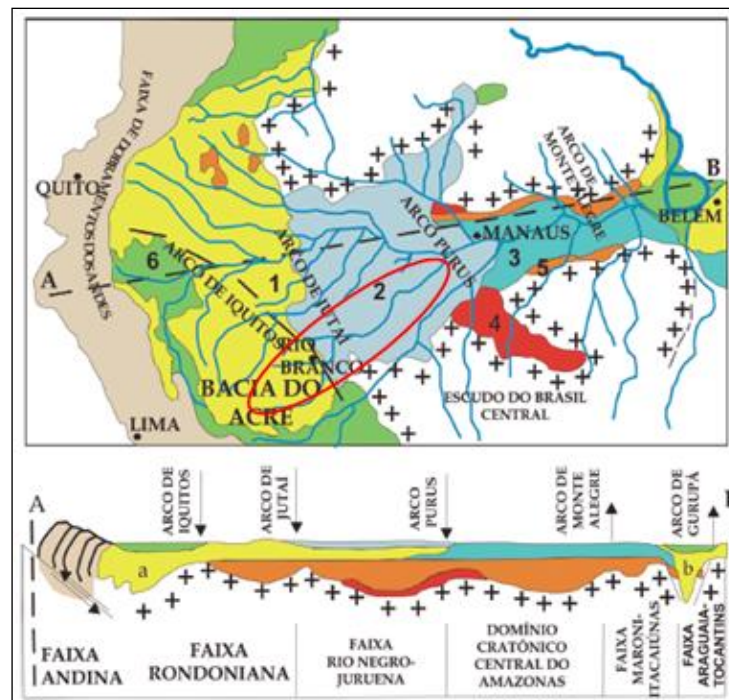 FAIXA DE DOBRAMENTOS DOS ANDES
QUITO
A
6
ARCO DE IQUITOS
1
ARCO DE JUTAÍ
2
ARCO PURUS
MANAUS
3
5
4
ARCO DE
MONTE ALEGRE
B
BELÉM
RIO
BRANCO
BACIA DO
ACRE
LIMA
ESCUDO DO BRASIL
CENTRAL
A
ARCO DE
IQUITOS
ARCO DE
JUTAÍ
ARCO
PURUS
ARCO DE
MONTE
ALEGRE
ARCO DE
GURUPÁ
a
b
FAIXA
ANDINA
FAIXA
RONDONIANA
FAIXA
RIO NEGRO-
JURUENA
DOMÍNIO
CRATÔNICO
CENTRAL DO
AMAZONAS
FAIXA
MARONI-
ITACAIÚNAS
FAIXA
ARAGUAIA-
TOCANTINS